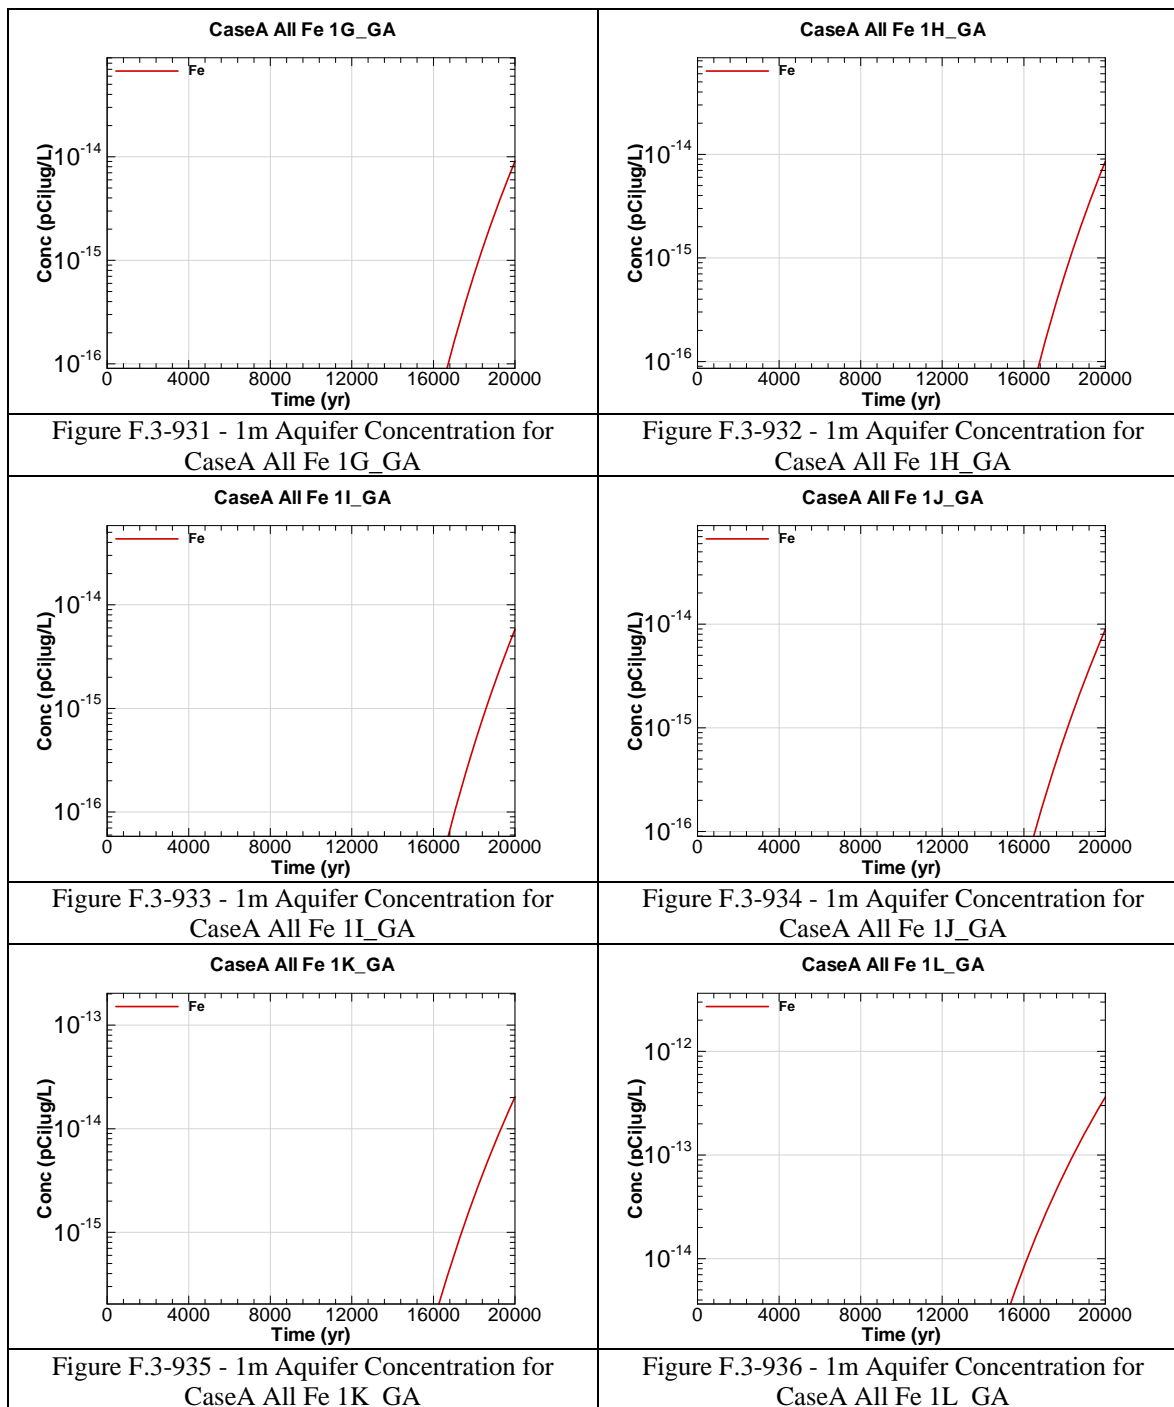 CaseA All Fe 1G_GA
Fe
Conc (pCi|ug/L)
10-14
10-15
10-16
0 4000 8000 12000 16000 20000
Time (yr)
Figure F.3-931 - 1m Aquifer Concentration for
CaseA All Fe 1G_GA
CaseA All Fe 1H_GA
Fe
Conc (pCi|ug/L)
10-14
10-15
10-16
0 4000 8000 12000 16000 20000
Time (yr)
Figure F.3-932 - 1m Aquifer Concentration for
CaseA All Fe 1H_GA
CaseA All Fe 1I_GA
Fe
Conc (pCi|ug/L)
10-14
10-15
10-16
0 4000 8000 12000 16000 20000
Time (yr)
Figure F.3-933 - 1m Aquifer Concentration for
CaseA All Fe 1I_GA
CaseA All Fe 1J_GA
Fe
Conc (pCi|ug/L)
10-14
10-15
10-16
0 4000 8000 12000 16000 20000
Time (yr)
Figure F.3-934 - 1m Aquifer Concentration for
CaseA All Fe 1J_GA
CaseA All Fe 1K_GA
Fe
Conc (pCi|ug/L)
10-13
10-14
10-15
0 4000 8000 12000 16000 20000
Time (yr)
Figure F.3-935 - 1m Aquifer Concentration for
CaseA All Fe 1K_GA
CaseA All Fe 1L_GA
Fe
Conc (pCi|ug/L)
10-12
10-13
10-14
0 4000 8000 12000 16000 20000
Time (yr)
Figure F.3-936 - 1m Aquifer Concentration for
CaseA All Fe 1L_GA